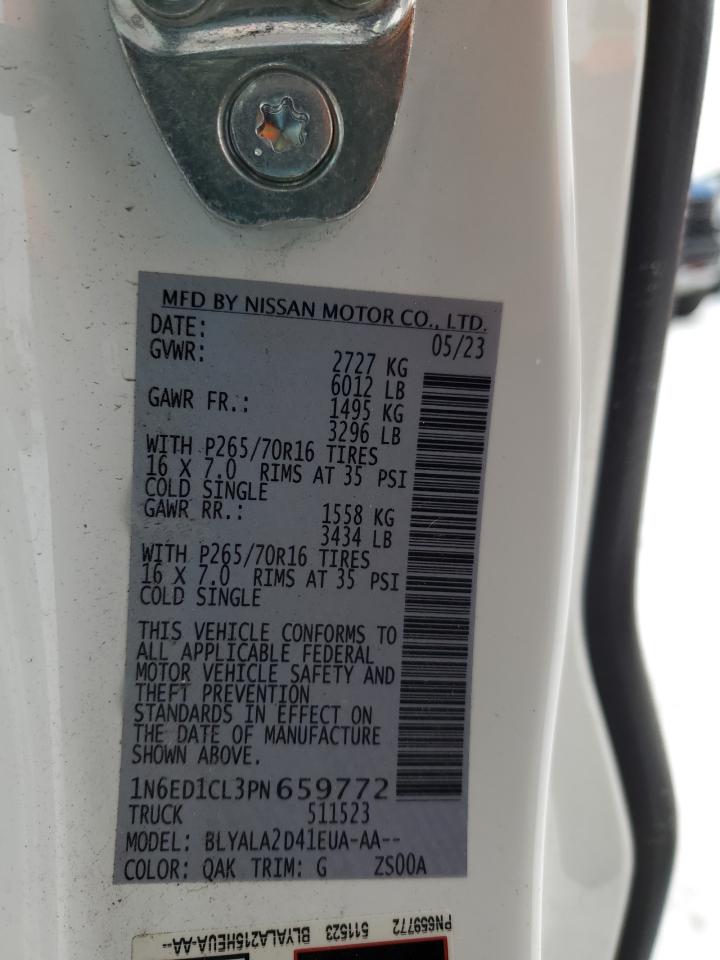 MFD BY NISSAN MOTOR CO., LTD.
DATE: 05/23
GVWR: 2727 KG
6012 LB
GAWR FR.: 1495 KG
3296 LB
WITH P265/70R16 TIRES
16 X 7.0 RIMS AT 35 PSI
COLD SINGLE
GAWR RR.: 1558 KG
3434 LB
WITH P265/70R16 TIRES
16 X 7.0 RIMS AT 35 PSI
COLD SINGLE
THIS VEHICLE CONFORMS TO
ALL APPLICABLE FEDERAL
MOTOR VEHICLE SAFETY AND
THEFT PREVENTION
STANDARDS IN EFFECT ON
THE DATE OF MANUFACTURE
SHOWN ABOVE.
1N6ED1CL3PN659772
TRUCK 511523
MODEL: BLYALA2D41EUA-AA--
COLOR: QAK TRIM: G ZS00A
PN659772 511523 BLYALA215HEUA-AA--